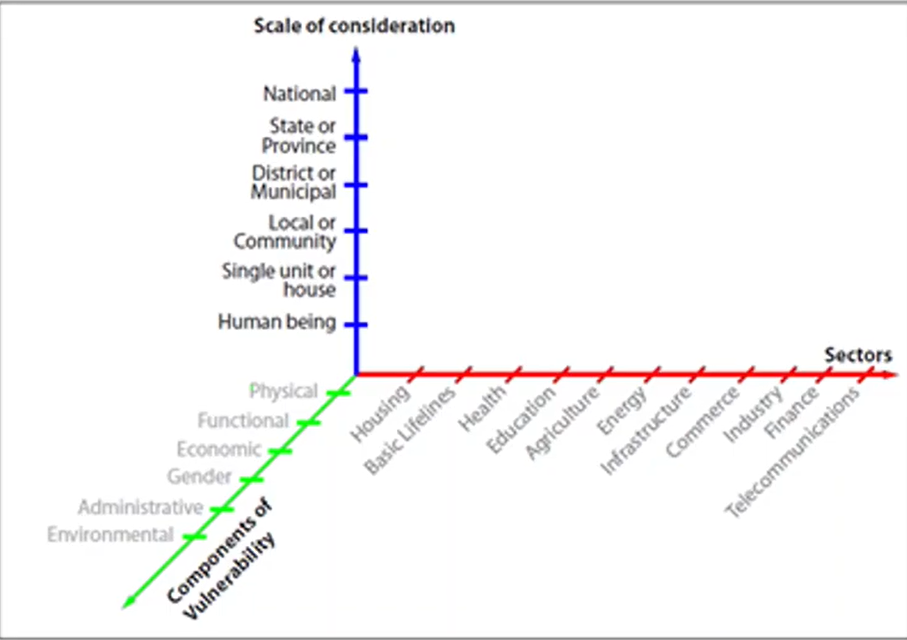 Scale of consideration
National
State or
Province
District or
Municipal
Local or
Community
Single unit or
house
Human being
Sectors
Housing
Basic Lifelines
Health
Education
Agriculture
Energy
Infrastructure
Commerce
Industry
Finance
Telecommunications
Physical
Functional
Economic
Gender
Administrative
Environmental
Components of
Vulnerability